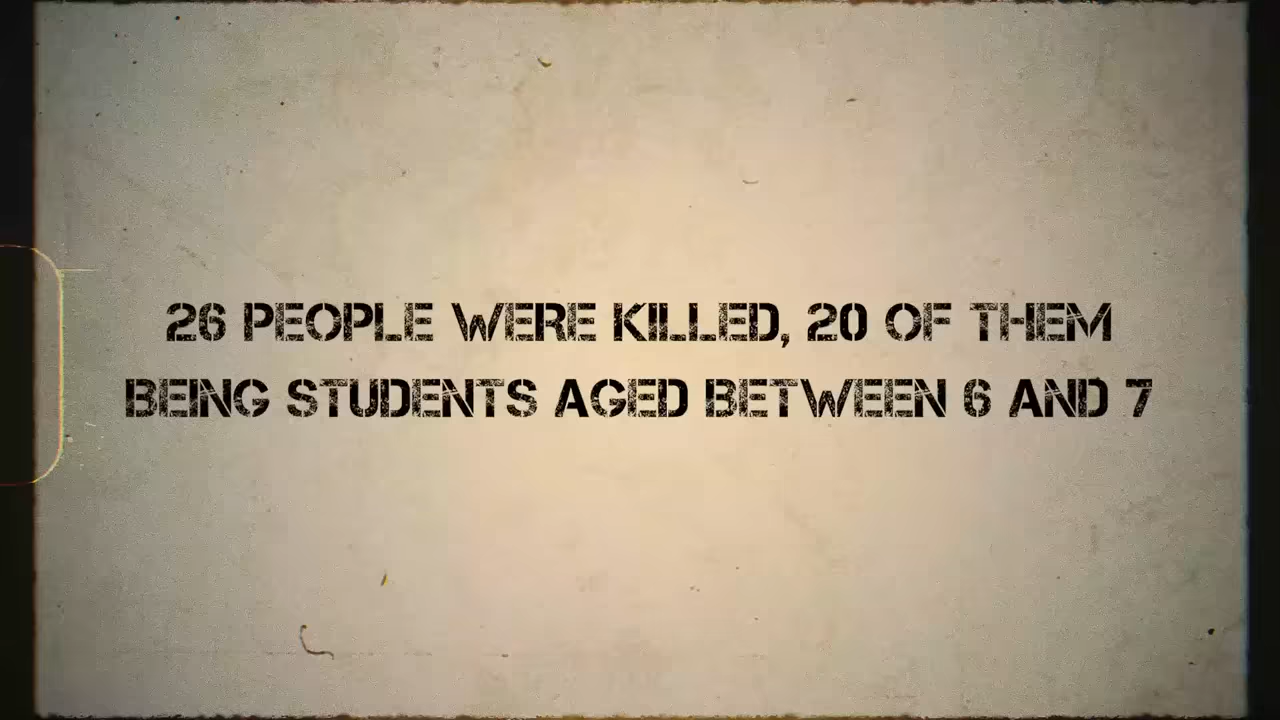 26 PEOPLE WERE KILLED, 20 OF THEM
BEING STUDENTS AGED BETWEEN 6 AND 7